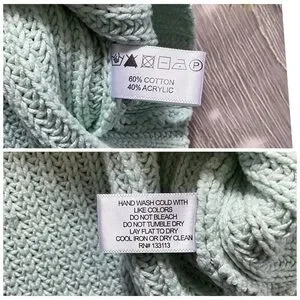 P
60% COTTON
40% ACRYLIC
HAND WASH COLD WITH
LIKE COLORS
DO NOT BLEACH
DO NOT TUMBLE DRY
LAY FLAT TO DRY
COOL IRON OR DRY CLEAN
RN# 133113